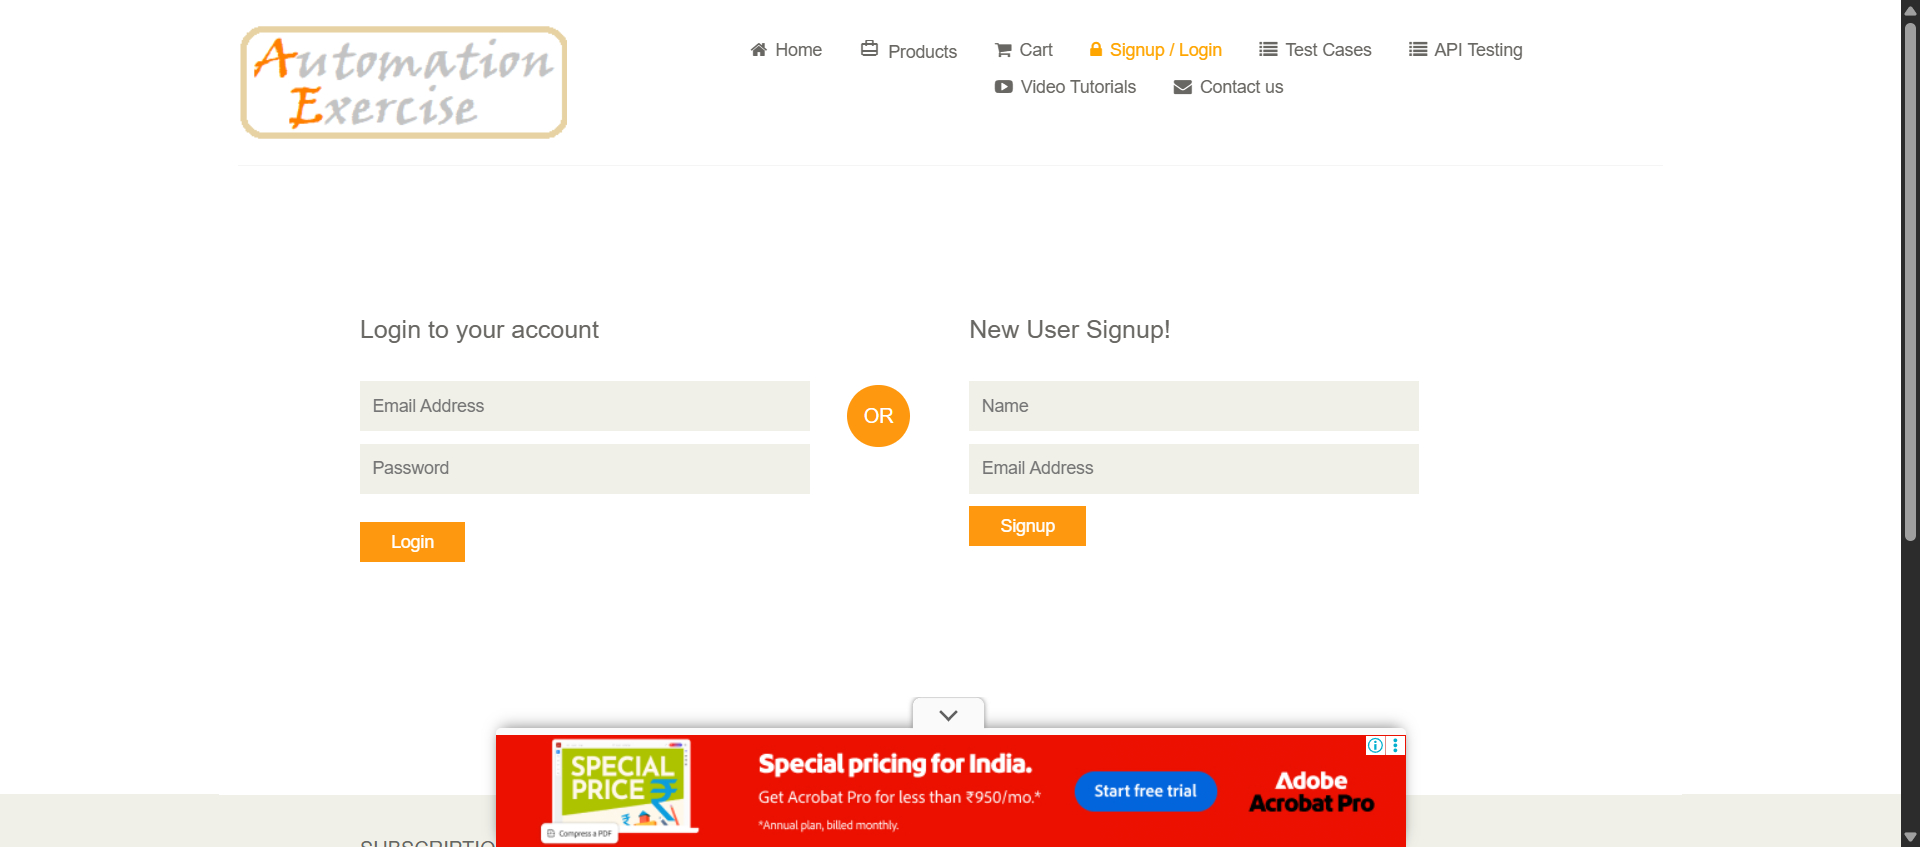 Automation
Exercise
Home
Products
Cart
Signup / Login
Test Cases
API Testing
Video Tutorials
Contact us
Login to your account
Email Address
Password
Login
OR
New User Signup!
Name
Email Address
Signup
SPECIAL
PRICE
Compress a PDF
Special pricing for India.
Get Acrobat Pro for less than ₹950/mo.*
*Annual plan, billed monthly.
Start free trial
Adobe
Acrobat Pro